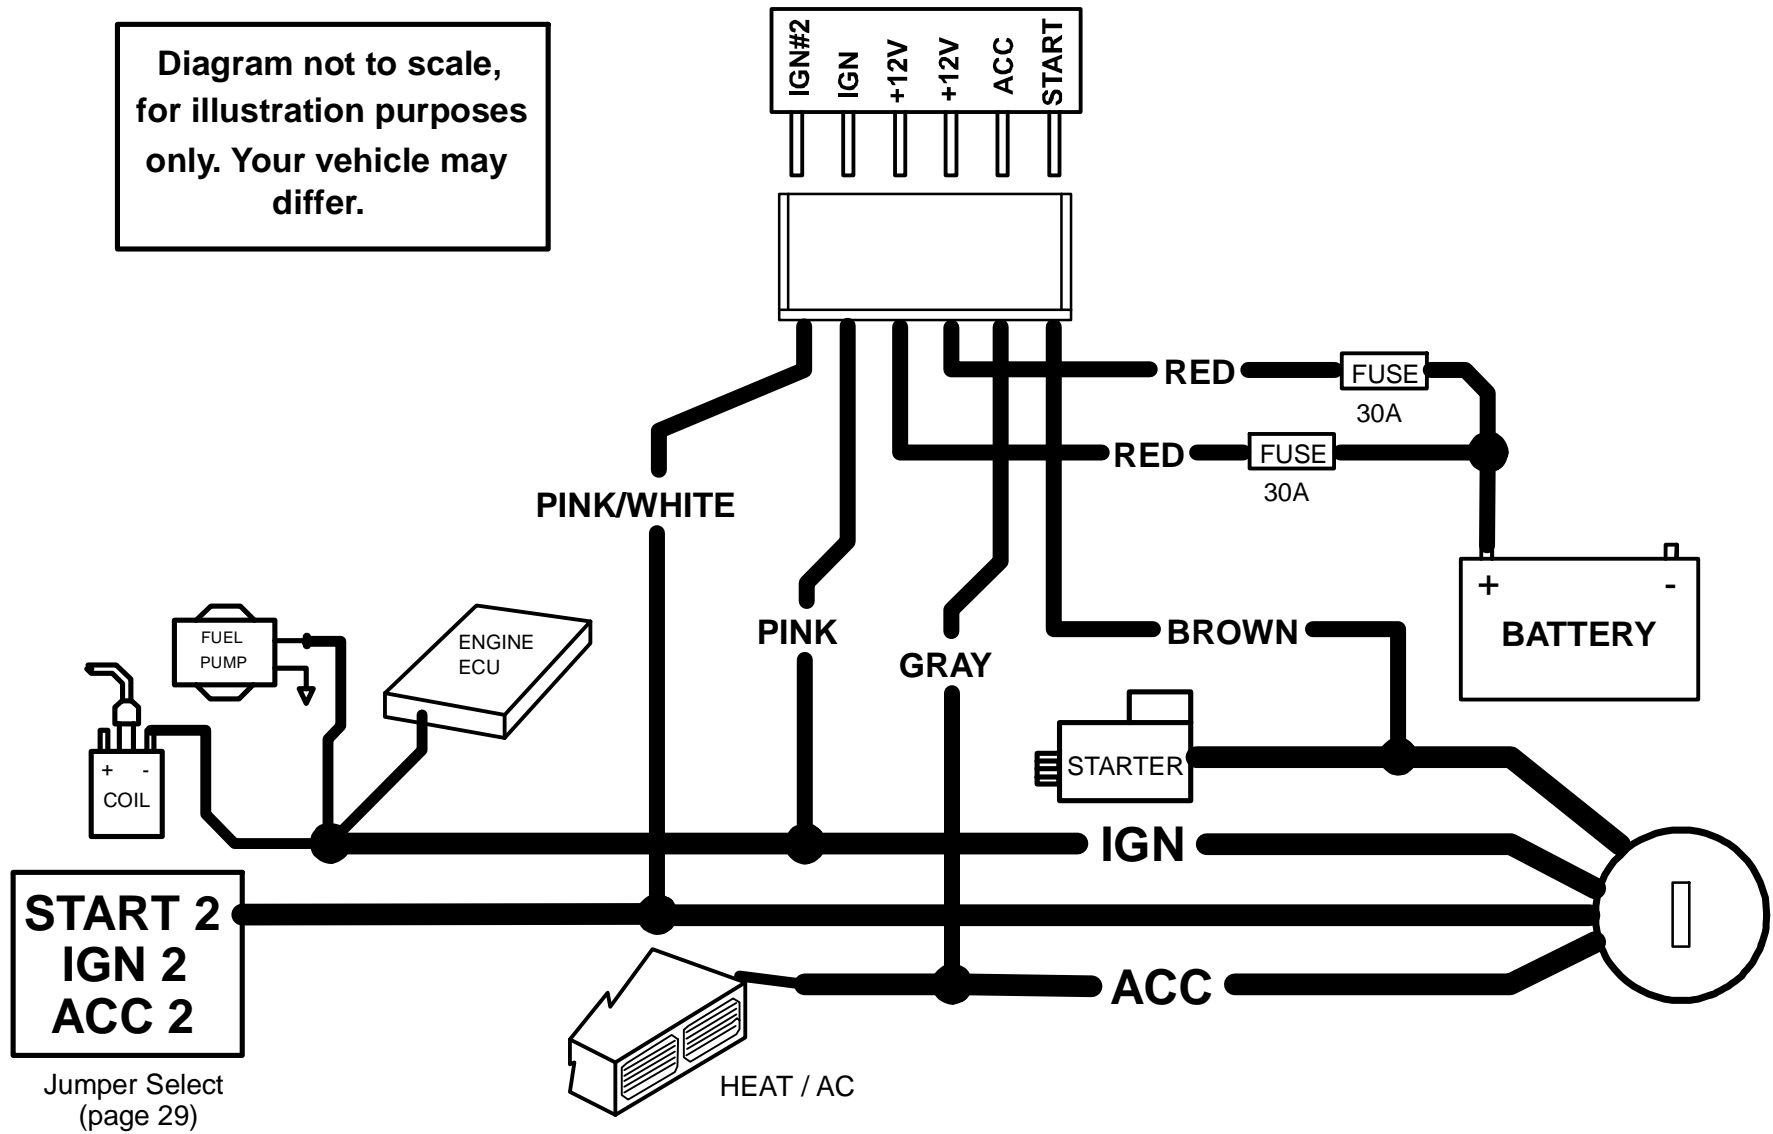 Diagram not to scale,
for illustration purposes
only. Your vehicle may
differ.
IGN#2
IGN
+12V
+12V
ACC
START
RED
FUSE
30A
RED
FUSE
30A
PINK/WHITE
PINK
GRAY
BROWN
+ -
BATTERY
FUEL
PUMP
ENGINE
ECU
+ -
COIL
STARTER
IGN
START 2
IGN 2
ACC 2
ACC
Jumper Select
(page 29)
HEAT / AC